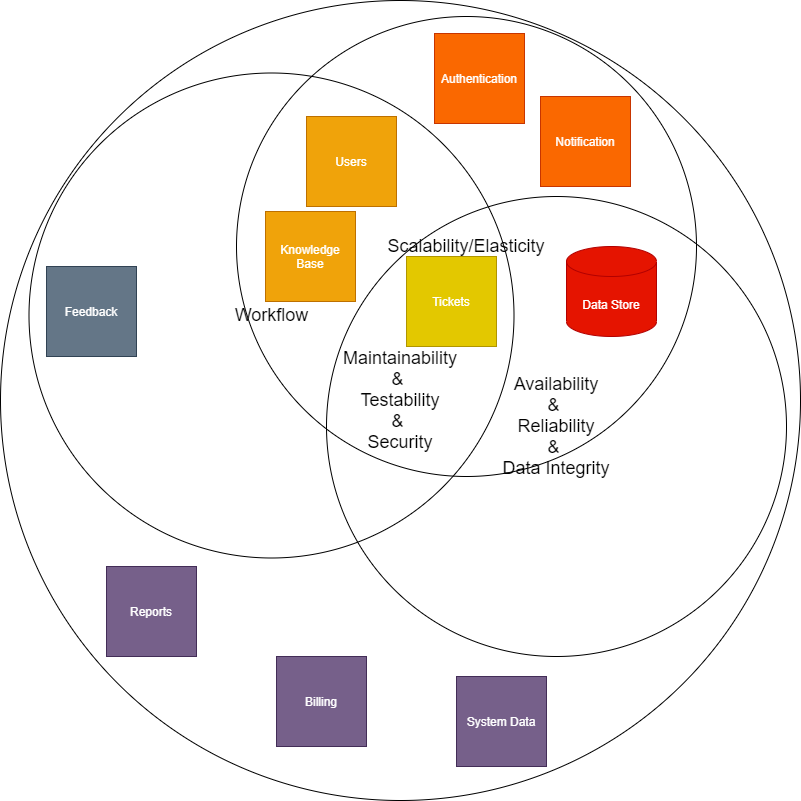 Authentication
Notification
Users
Knowledge
Base
Scalability/Elasticity
Feedback
Tickets
Data Store
Workflow
Maintainability
&
Testability
&
Security
Availability
&
Reliability
&
Data Integrity
Reports
Billing
System Data